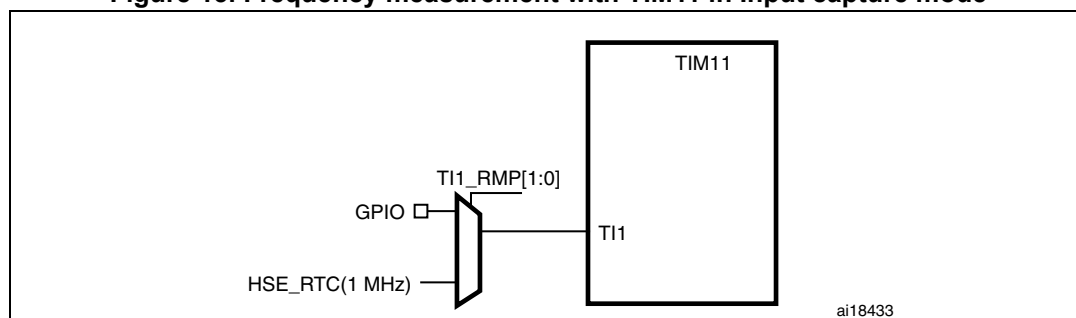 Figure Frequency measurement with TIM11 in Input capture mode
TIM11
TI1_RMP[1:0]
GPIO
TI1
HSE_RTC(1 MHz)
ai18433